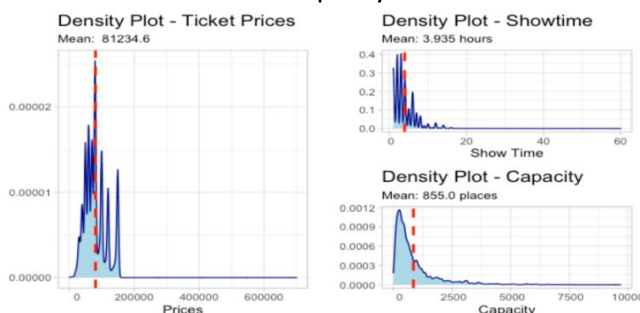 Density Plot - Ticket Prices
Mean: 81234.6
0.00002
0.00001
0.00000
0 200000 400000 600000
Prices
Density Plot - Showtime
Mean: 3.935 hours
0.4
0.3
0.2
0.1
0.0
0 20 40 60
Show Time
Density Plot - Capacity
Mean: 855.0 places
0.0012
0.0009
0.0006
0.0003
0.0000
0 2500 5000 7500 10000
Capacity